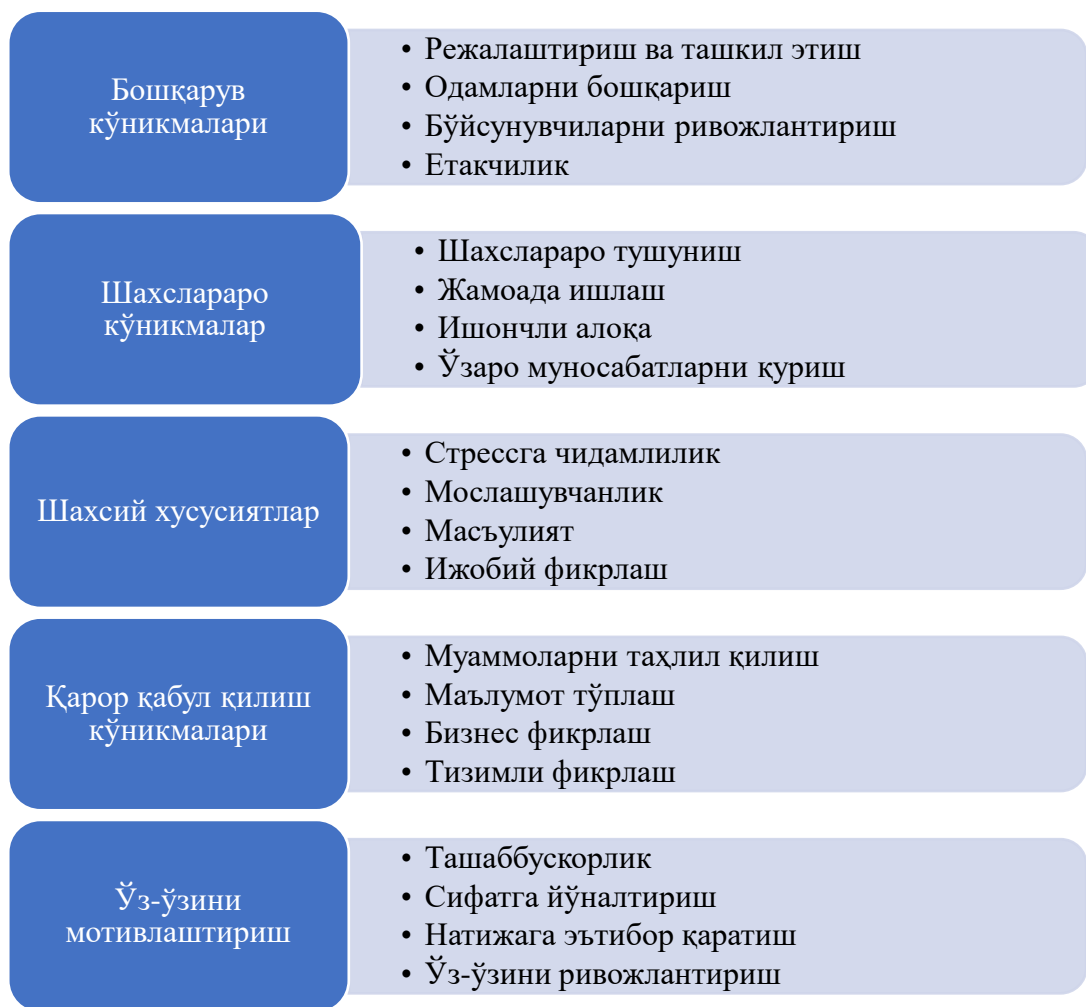 Бошқарув
кўникмалари
• Режалаштириш ва ташкил этиш
• Одамларни бошқариш
• Бўйсунувчиларни ривожлантириш
• Етакчилик
Шахслараро
кўникмалар
• Шахслараро тушуниш
• Жамоада ишлаш
• Ишончли алоқа
• Ўзаро муносабатларни қуриш
Шахсий хусусиятлар
• Стрессга чидамлилик
• Мослашувчанлик
• Масъулият
• Ижобий фикрлаш
Қарор қабул қилиш
кўникмалари
• Муаммоларни таҳлил қилиш
• Маълумот тўплаш
• Бизнес фикрлаш
• Тизимли фикрлаш
Ўз-ўзини
мотивлаштириш
• Ташаббускорлик
• Сифатга йўналтириш
• Натижага эътибор қаратиш
• Ўз-ўзини ривожлантириш